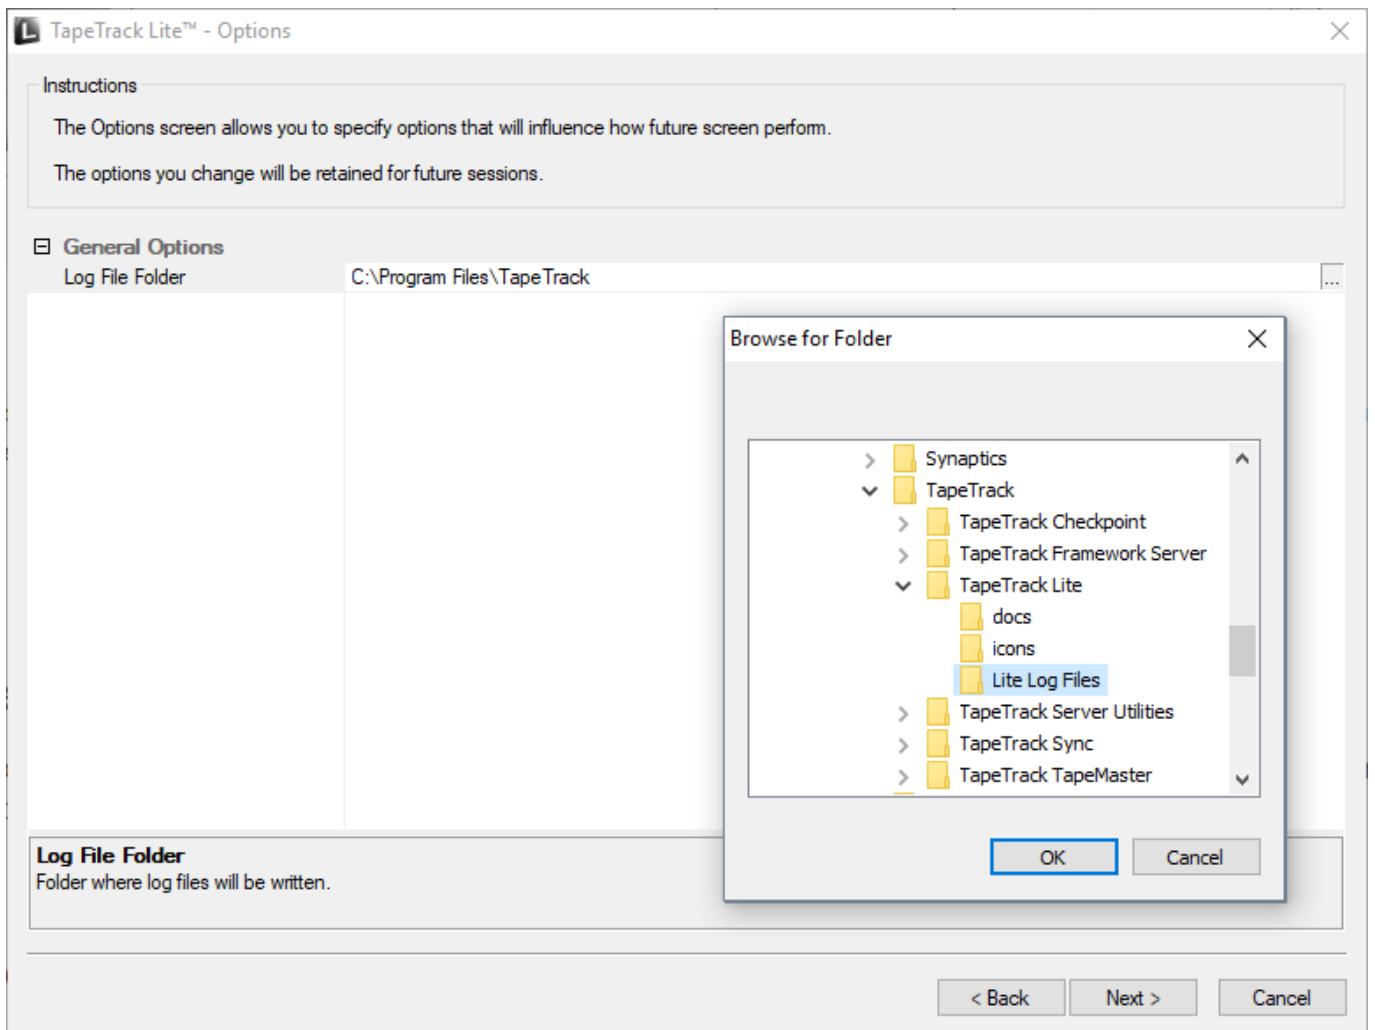 TapeTrack Lite™ - Options
Instructions
The Options screen allows you to specify options that will influence how future screen perform.
The options you change will be retained for future sessions.
General Options
Log File Folder C:\Program Files\TapeTrack ...
Browse for Folder
Synaptics
TapeTrack
TapeTrack Checkpoint
TapeTrack Framework Server
TapeTrack Lite
docs
icons
Lite Log Files
TapeTrack Server Utilities
TapeTrack Sync
TapeTrack TapeMaster
OK Cancel
Log File Folder
Folder where log files will be written.
< Back Next > Cancel